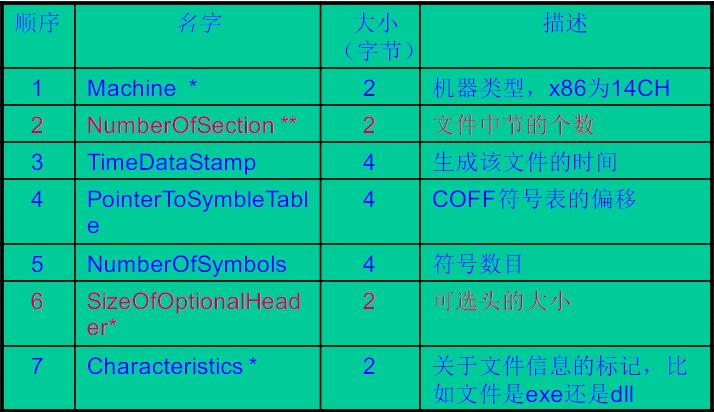 顺序 名字 大小 描述
（字节）
1 Machine * 2 机器类型，x86为14CH
2 NumberOfSection ** 2 文件中节的个数
3 TimeDataStamp 4 生成该文件的时间
4 PointerToSymbleTabl 4 COFF符号表的偏移
e
5 NumberOfSymbols 4 符号数目
6 SizeOfOptionalHead 2 可选头的大小
er*
7 Characteristics * 2 关于文件信息的标记，比
如文件是exe还是dll